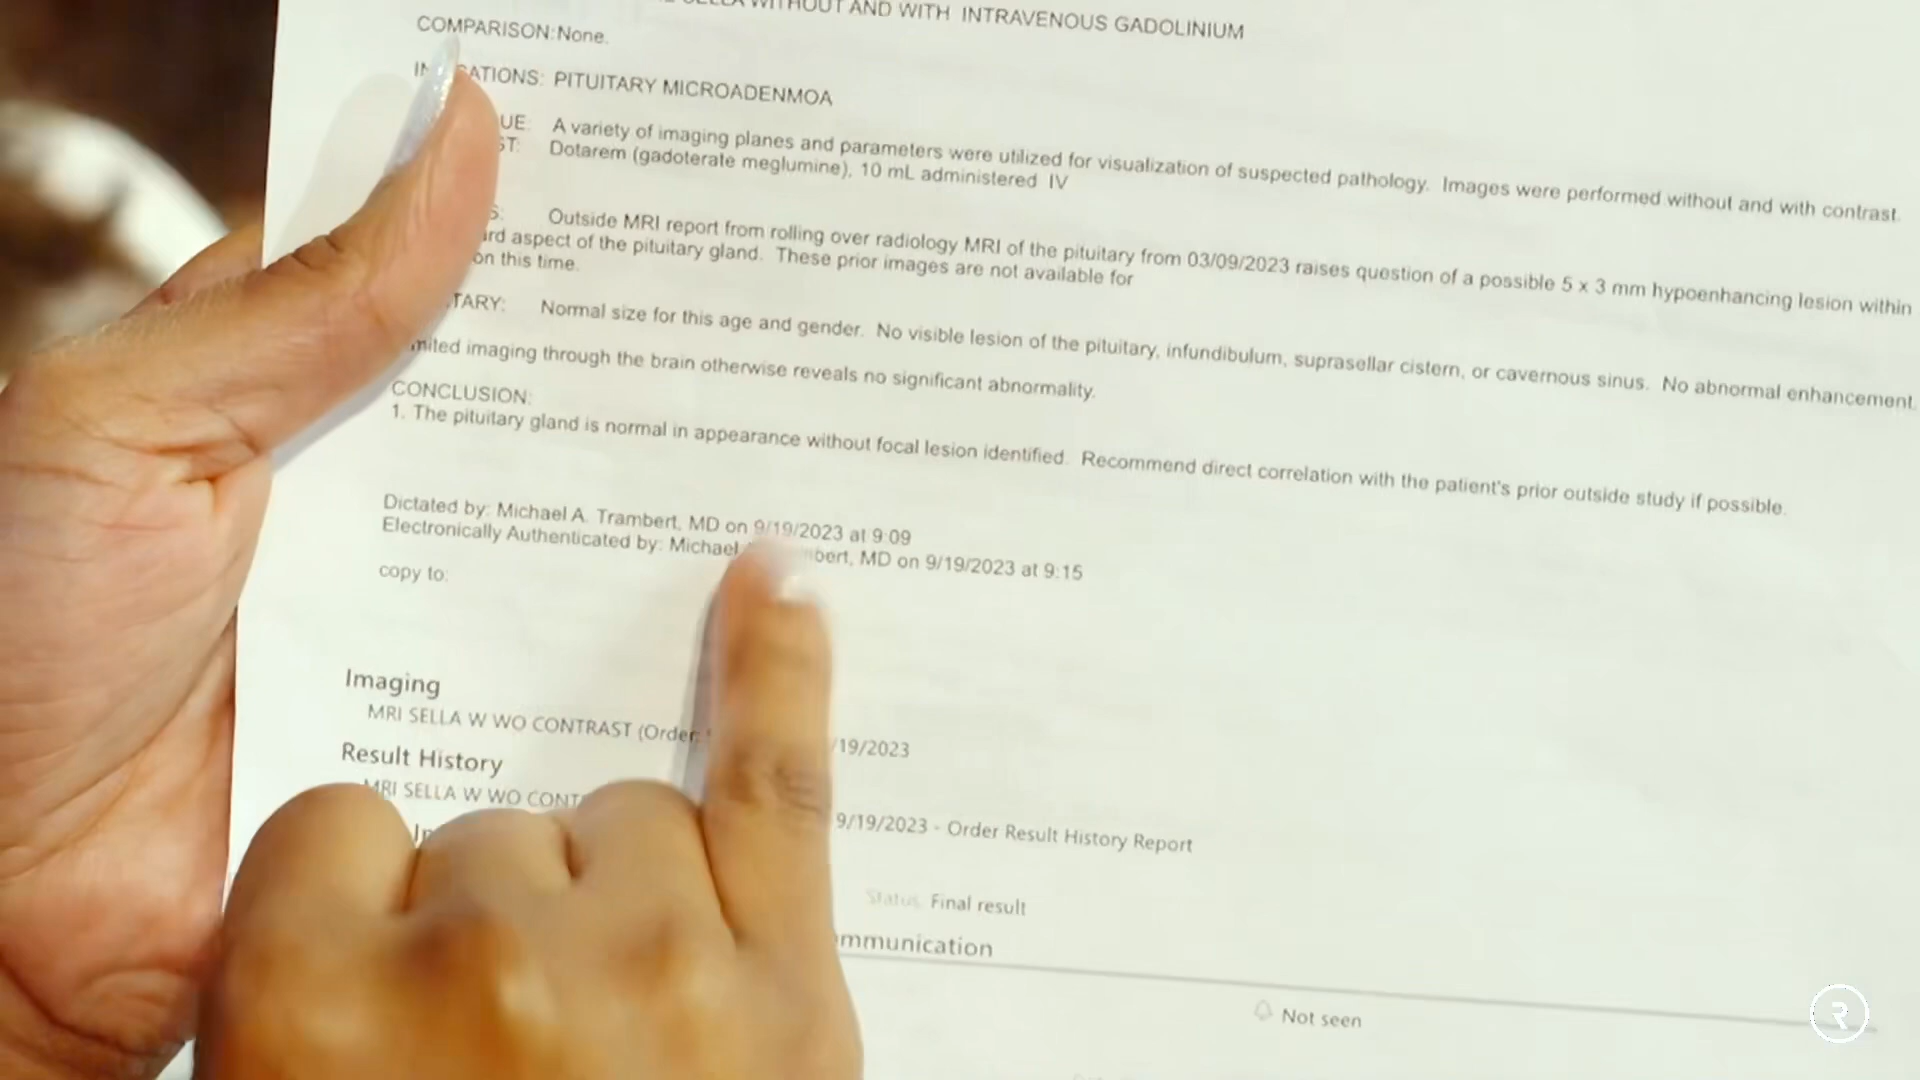 WITHOUT AND WITH INTRAVENOUS GADOLINIUM
COMPARISON: None.
PITUITARY MICROADENMOA
A variety of imaging planes and parameters were utilized for visualization of suspected pathology. Images were performed without and with contrast.
Dotarem (gadoterate meglumine), 10 mL administered IV
Outside MRI report from rolling over radiology MRI of the pituitary from 03/09/2023 raises question of a possible 5 x 3 mm hypoenhancing lesion within
aspect of the pituitary gland. These prior images are not available for
on this time.
Normal size for this age and gender. No visible lesion of the pituitary, infundibulum, suprasellar cistern, or cavernous sinus. No abnormal enhancement.
imaging through the brain otherwise reveals no significant abnormality.
CONCLUSION:
1. The pituitary gland is normal in appearance without focal lesion identified. Recommend direct correlation with the patient's prior outside study if possible.
Dictated by: Michael A. Trambert, MD on 9/19/2023 at 9:09
Electronically Authenticated by: Michael MD on 9/19/2023 at 9:15
copy to:
Imaging
MRI SELLA W WO CONTRAST (Order: /19/2023
Result History
MRI SELLA W WO 9/19/2023 - Order Result History Report
Status: Final result
Not seen
R